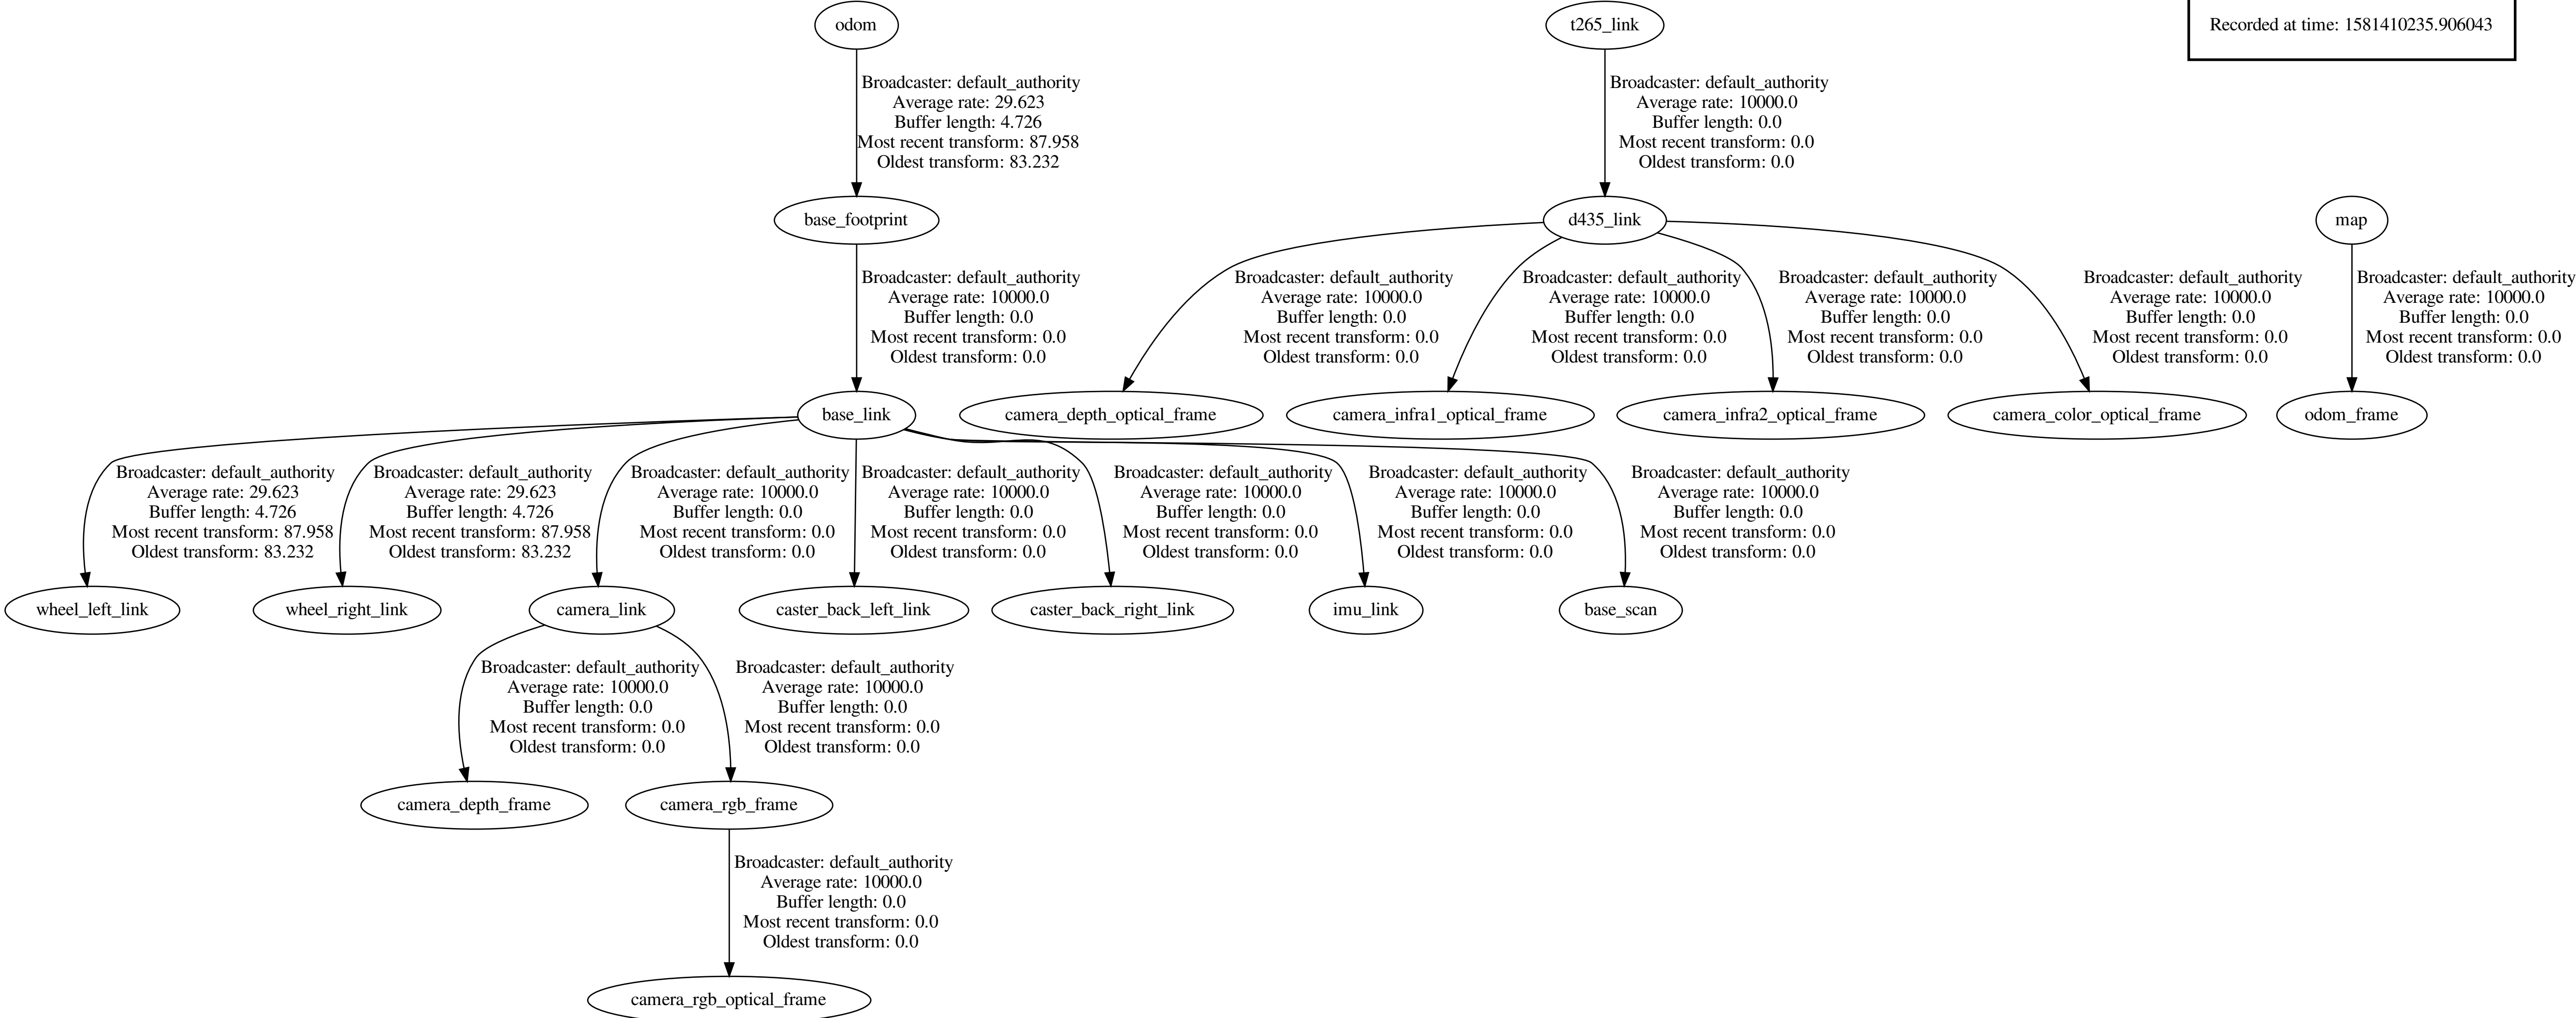 odom
t265_link
Recorded at time: 1581410235.906043
Broadcaster: default_authority
Average rate: 29.623
Buffer length: 4.726
Most recent transform: 87.958
Oldest transform: 83.232
Broadcaster: default_authority
Average rate: 10000.0
Buffer length: 0.0
Most recent transform: 0.0
Oldest transform: 0.0
base_footprint
d435_link
map
Broadcaster: default_authority
Average rate: 10000.0
Buffer length: 0.0
Most recent transform: 0.0
Oldest transform: 0.0
Broadcaster: default_authority
Average rate: 10000.0
Buffer length: 0.0
Most recent transform: 0.0
Oldest transform: 0.0
Broadcaster: default_authority
Average rate: 10000.0
Buffer length: 0.0
Most recent transform: 0.0
Oldest transform: 0.0
Broadcaster: default_authority
Average rate: 10000.0
Buffer length: 0.0
Most recent transform: 0.0
Oldest transform: 0.0
Broadcaster: default_authority
Average rate: 10000.0
Buffer length: 0.0
Most recent transform: 0.0
Oldest transform: 0.0
Broadcaster: default_authority
Average rate: 10000.0
Buffer length: 0.0
Most recent transform: 0.0
Oldest transform: 0.0
base_link
camera_depth_optical_frame
camera_infra1_optical_frame
camera_infra2_optical_frame
camera_color_optical_frame
odom_frame
Broadcaster: default_authority
Average rate: 29.623
Buffer length: 4.726
Most recent transform: 87.958
Oldest transform: 83.232
Broadcaster: default_authority
Average rate: 29.623
Buffer length: 4.726
Most recent transform: 87.958
Oldest transform: 83.232
Broadcaster: default_authority
Average rate: 10000.0
Buffer length: 0.0
Most recent transform: 0.0
Oldest transform: 0.0
Broadcaster: default_authority
Average rate: 10000.0
Buffer length: 0.0
Most recent transform: 0.0
Oldest transform: 0.0
Broadcaster: default_authority
Average rate: 10000.0
Buffer length: 0.0
Most recent transform: 0.0
Oldest transform: 0.0
Broadcaster: default_authority
Average rate: 10000.0
Buffer length: 0.0
Most recent transform: 0.0
Oldest transform: 0.0
Broadcaster: default_authority
Average rate: 10000.0
Buffer length: 0.0
Most recent transform: 0.0
Oldest transform: 0.0
wheel_left_link
wheel_right_link
camera_link
caster_back_left_link
caster_back_right_link
imu_link
base_scan
Broadcaster: default_authority
Average rate: 10000.0
Buffer length: 0.0
Most recent transform: 0.0
Oldest transform: 0.0
Broadcaster: default_authority
Average rate: 10000.0
Buffer length: 0.0
Most recent transform: 0.0
Oldest transform: 0.0
camera_depth_frame
camera_rgb_frame
Broadcaster: default_authority
Average rate: 10000.0
Buffer length: 0.0
Most recent transform: 0.0
Oldest transform: 0.0
camera_rgb_optical_frame